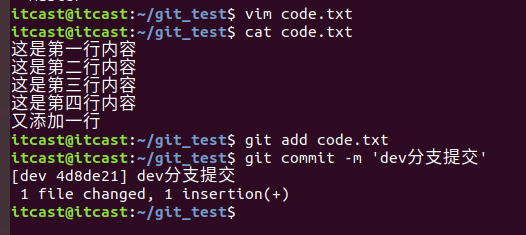 itcast@itcast:~/git_test$ vim code.txt
itcast@itcast:~/git_test$ cat code.txt
这是第一行内容
这是第二行内容
这是第三行内容
这是第四行内容
又添加一行
itcast@itcast:~/git_test$ git add code.txt
itcast@itcast:~/git_test$ git commit -m 'dev分支提交'
[dev 4d8de21] dev分支提交
 1 file changed, 1 insertion(+)
itcast@itcast:~/git_test$